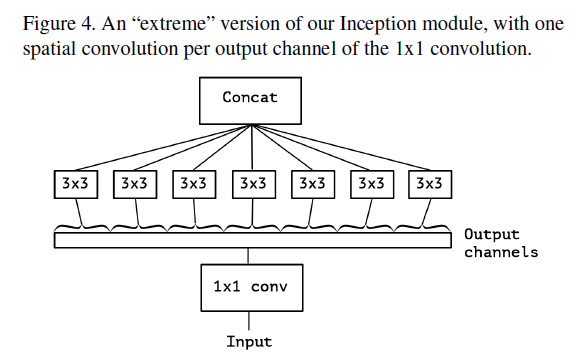 Figure 4. An “extreme” version of our Inception module, with one
spatial convolution per output channel of the 1x1 convolution.
Concat
3x3 3x3 3x3 3x3 3x3 3x3 3x3
Output
channels
1x1 conv
Input